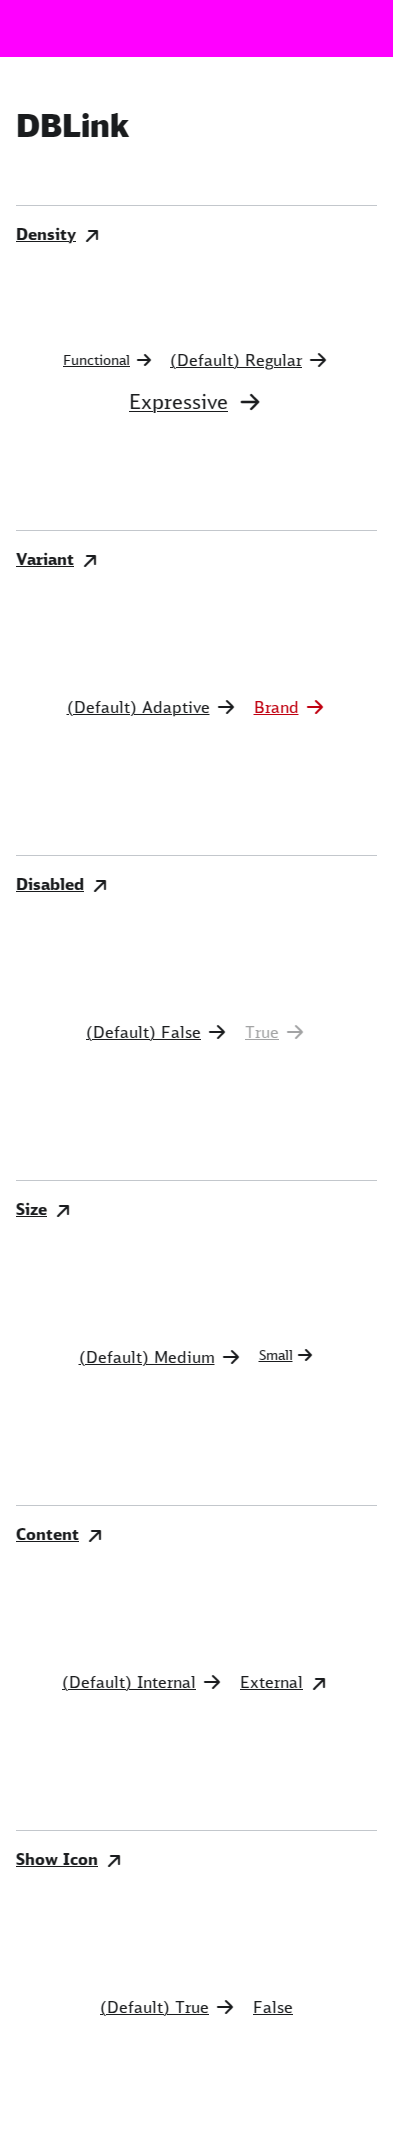 DBLink
Density
Functional (Default) Regular
Expressive
Variant
(Default) Adaptive Brand
Disabled
(Default) False True
Size
(Default) Medium Small
Content
(Default) Internal External
Show Icon
(Default) True False